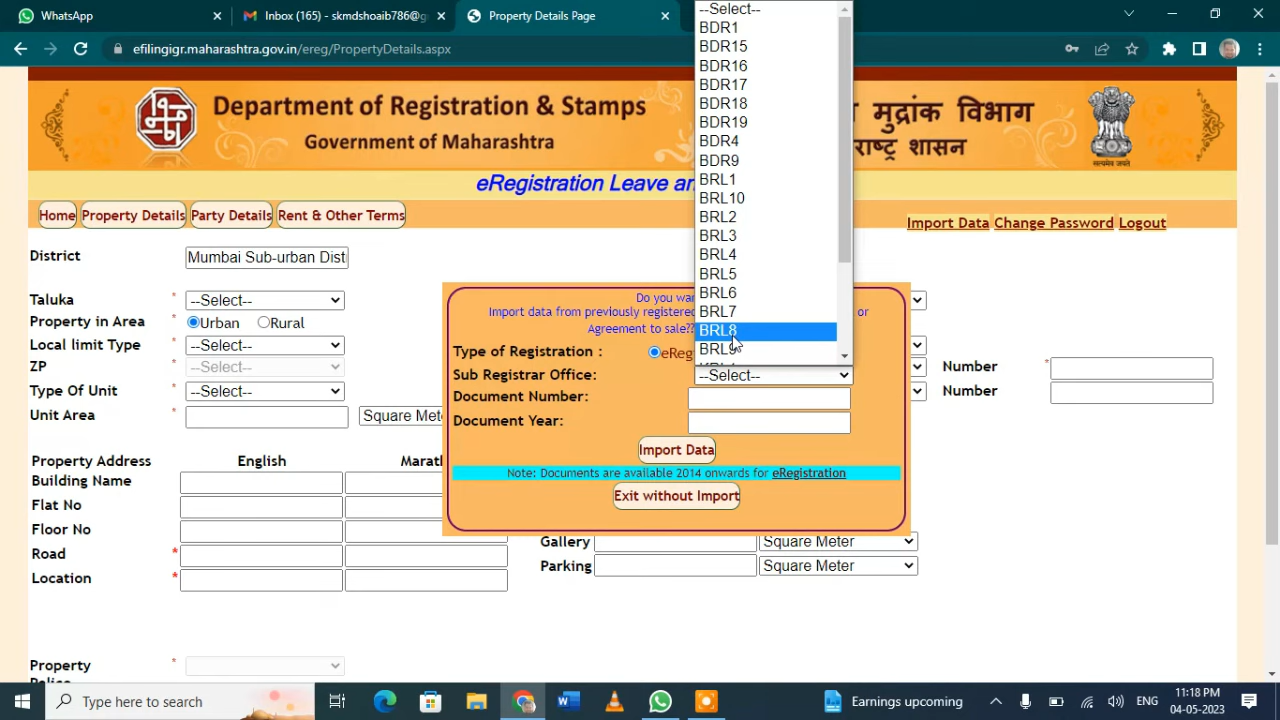 WhatsApp
Inbox (165) - skmdshoaib786@g
Property Details Page
efilingigr.maharashtra.gov.in/ereg/PropertyDetails.aspx
Department of Registration & Stamps
मुद्रांक विभाग
Government of Maharashtra
शासन
सत्यमेव जयते
eRegistration Leave an
Home
Property Details
Party Details
Rent & Other Terms
Import Data
Change Password
Logout
--Select--
BDR1
BDR15
BDR16
BDR17
BDR18
BDR19
BDR4
BDR9
BRL1
BRL10
BRL2
BRL3
BRL4
BRL5
BRL6
BRL7
BRL8
BRL9
District
Mumbai Sub-urban Dist
Taluka
*
--Select--
Property in Area
*
Urban
Rural
Local limit Type
*
--Select--
ZP
*
--Select--
Type Of Unit
*
--Select--
Unit Area
*
Square Mete
Number
*
Number
Do you wan
Import data from previously registered
or
Agreement to sale??
Type of Registration :
eReg
Sub Registrar Office:
--Select--
Document Number:
Document Year:
Import Data
Note: Documents are available 2014 onwards for eRegistration
Exit without Import
Property Address
English
Marat
Building Name
Flat No
Floor No
Road
*
Location
*
Gallery
Square Meter
Parking
Square Meter
Property
*
Type here to search
Earnings upcoming
ENG
11:18 PM
04-05-2023